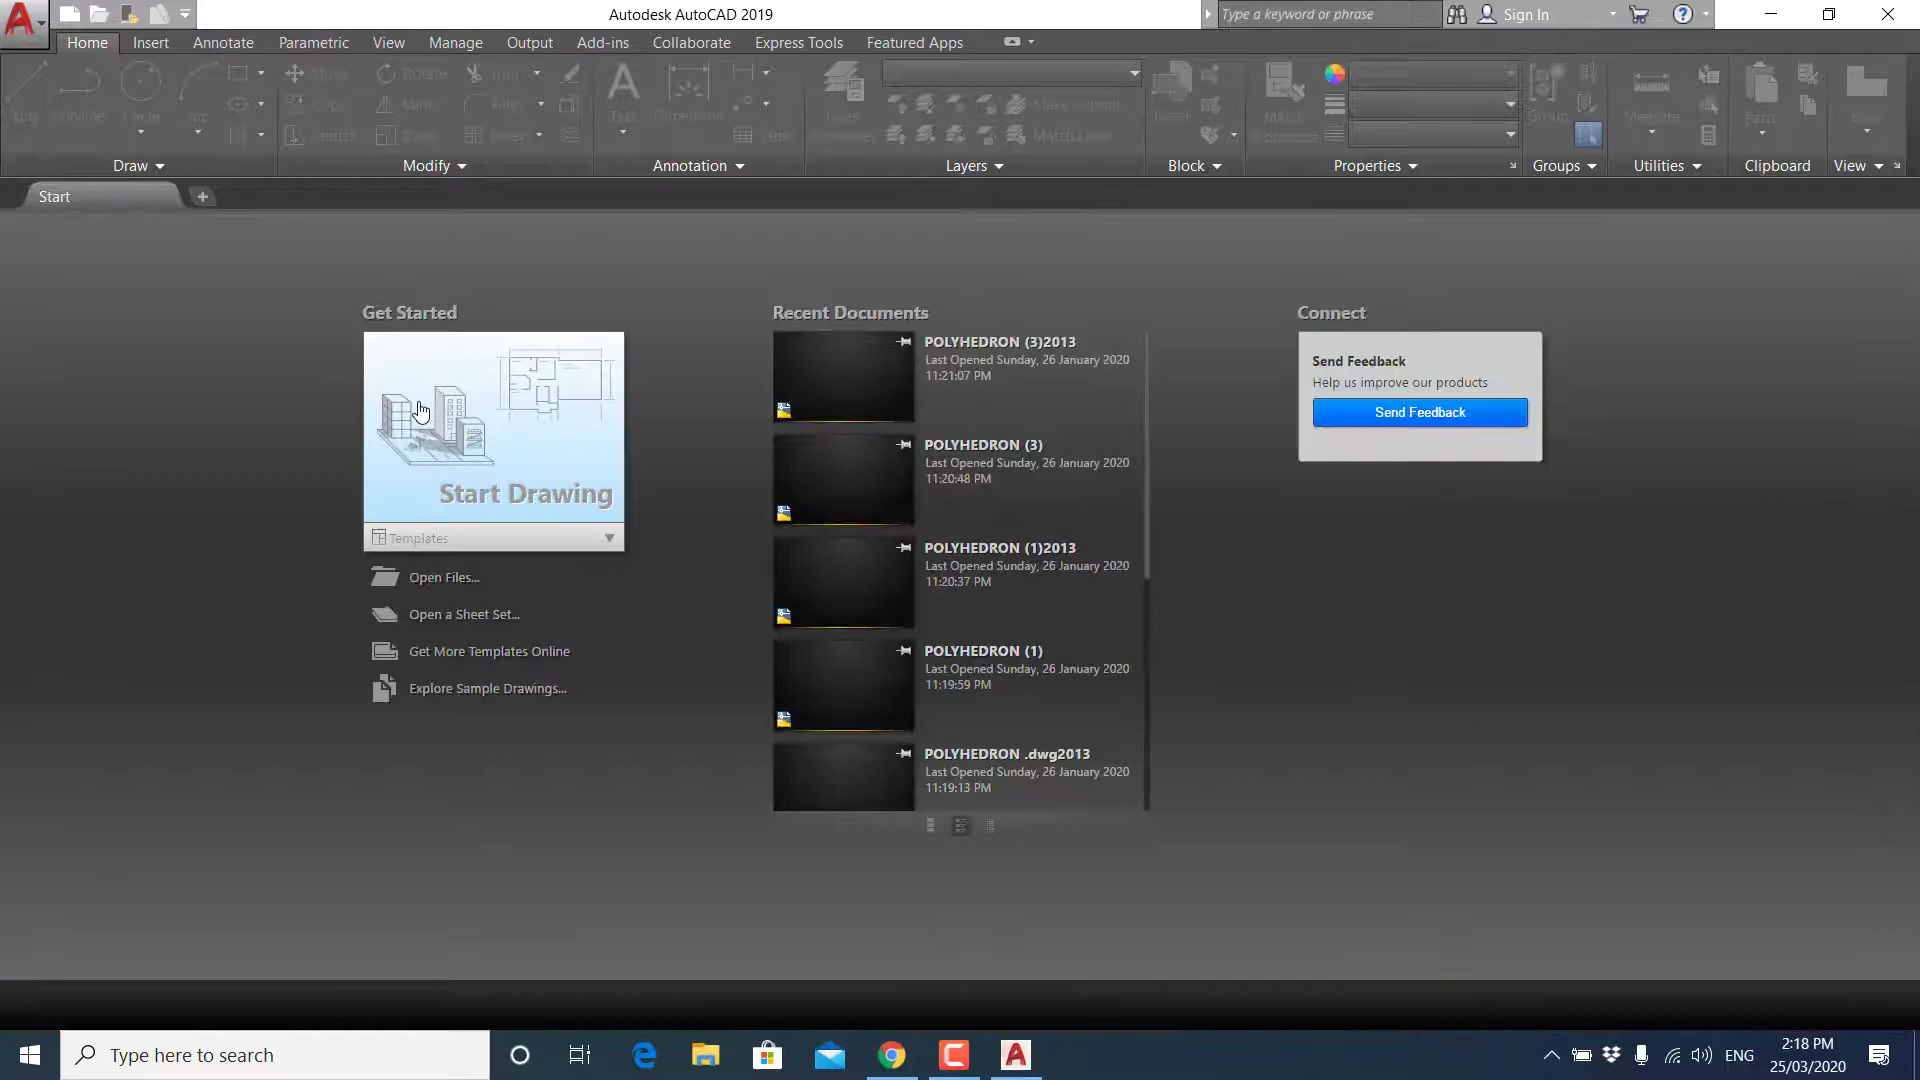 Autodesk AutoCAD 2019
Type a keyword or phrase
Sign In
Home Insert Annotate Parametric View Manage Output Add-ins Collaborate Express Tools Featured Apps
Draw Modify Annotation Layers Block Properties Groups Utilities Clipboard View
Start
Get Started
Start Drawing
Templates
Open Files...
Open a Sheet Set...
Get More Templates Online
Explore Sample Drawings...
Recent Documents
POLYHEDRON (3)2013
Last Opened Sunday, 26 January 2020
11:21:07 PM
POLYHEDRON (3)
Last Opened Sunday, 26 January 2020
11:20:48 PM
POLYHEDRON (1)2013
Last Opened Sunday, 26 January 2020
11:20:37 PM
POLYHEDRON (1)
Last Opened Sunday, 26 January 2020
11:19:59 PM
POLYHEDRON .dwg2013
Last Opened Sunday, 26 January 2020
11:19:13 PM
Connect
Send Feedback
Help us improve our products
Send Feedback
Type here to search
ENG
2:18 PM
25/03/2020